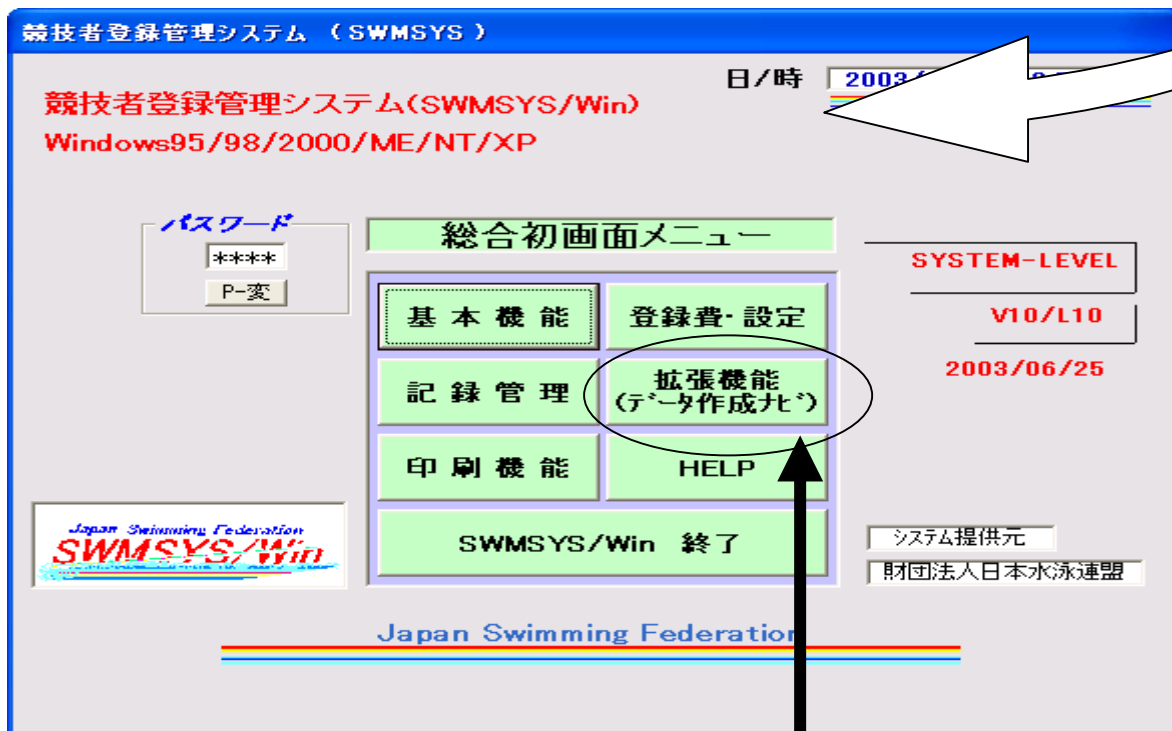 競技者登録管理システム （SWMSYS）
日/時 2003/
競技者登録管理システム(SWMSYS/Win)
Windows95/98/2000/ME/NT/XP
パスワード
****
P-変
総合初画面メニュー
基 本 機 能
登録費・設定
記 録 管 理
拡張機能
(ﾃﾞｰﾀ作成ﾅﾋﾞ)
印 刷 機 能
HELP
SWMSYS/Win 終了
SYSTEM-LEVEL
V10/L10
2003/06/25
Japan Swimming Federation
SWMSYS/Win
システム提供元
財団法人日本水泳連盟
Japan Swimming Federation